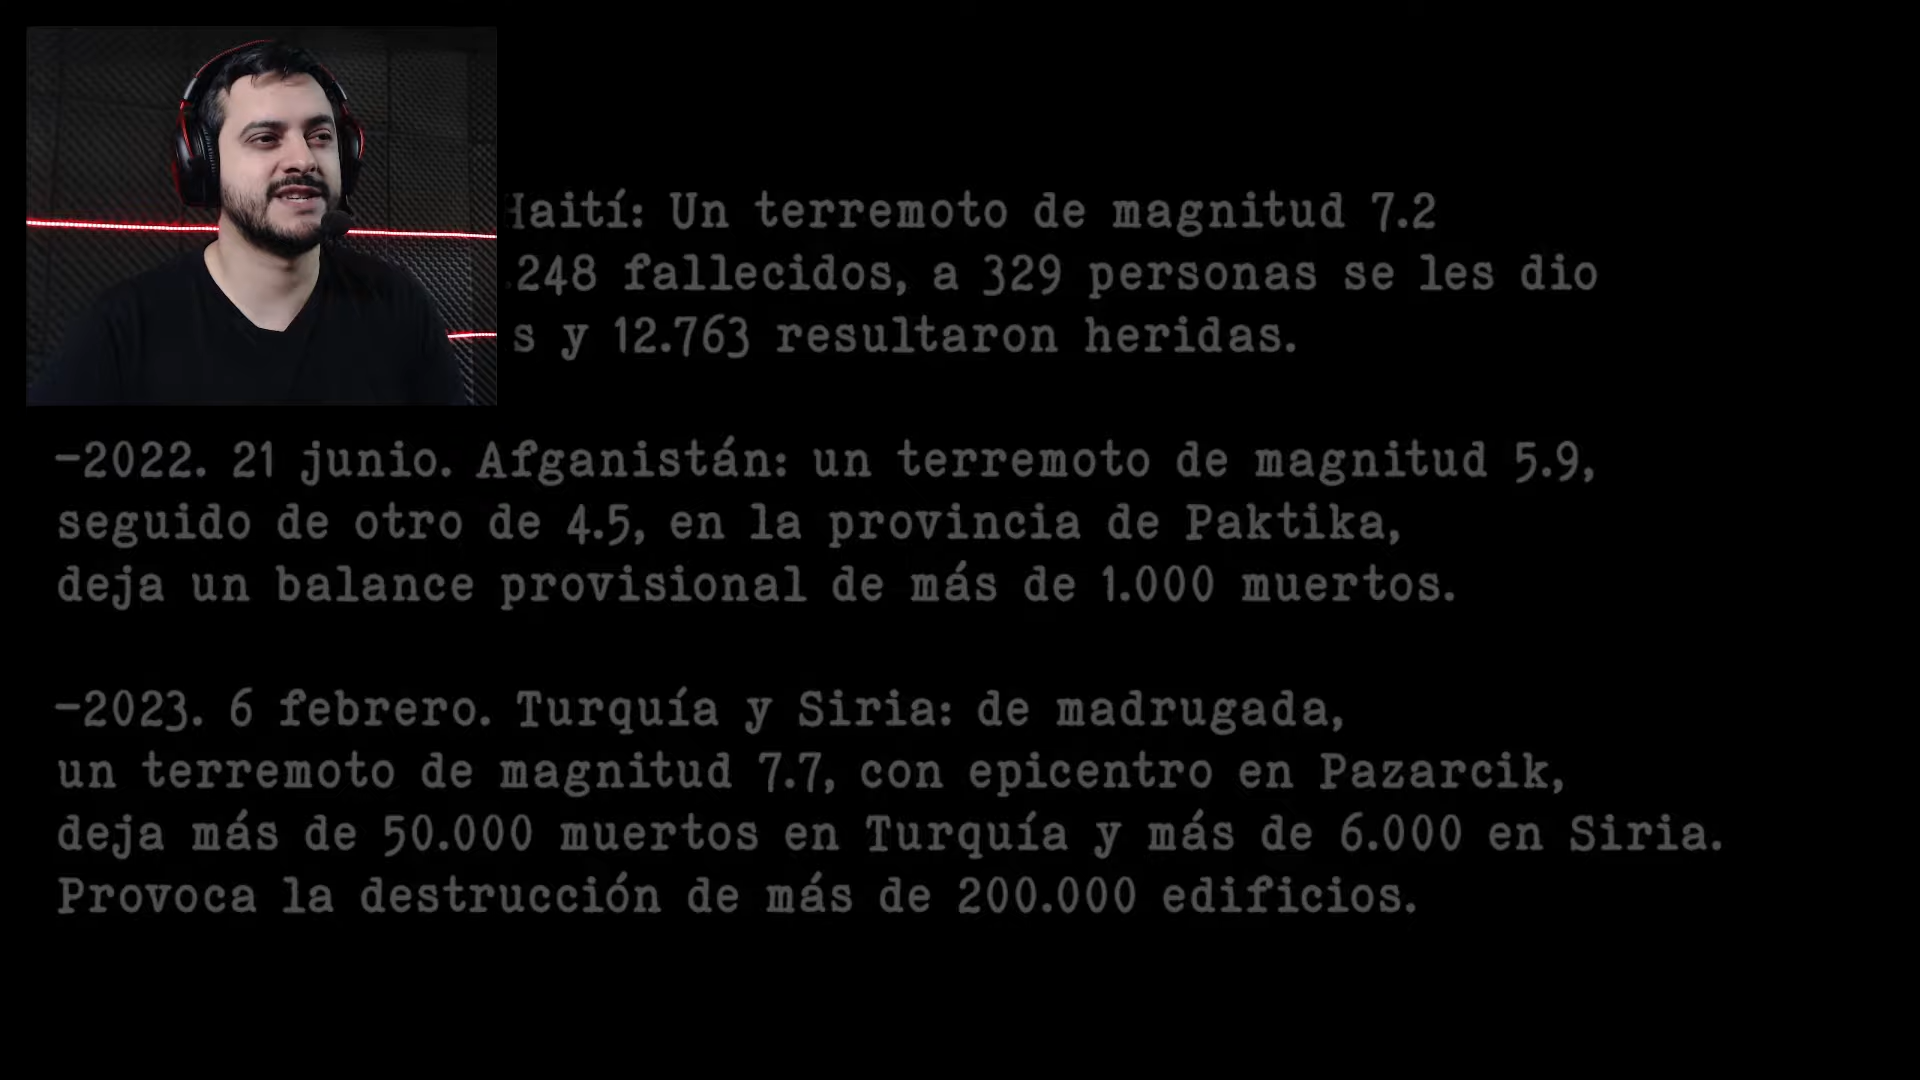 Haití: Un terremoto de magnitud 7.2
.248 fallecidos, a 329 personas se les dio
s y 12.763 resultaron heridas.
-2022. 21 junio. Afganistán: un terremoto de magnitud 5.9,
seguido de otro de 4.5, en la provincia de Paktika,
deja un balance provisional de más de 1.000 muertos.
-2023. 6 febrero. Turquía y Siria: de madrugada,
un terremoto de magnitud 7.7, con epicentro en Pazarcik,
deja más de 50.000 muertos en Turquía y más de 6.000 en Siria.
Provoca la destrucción de más de 200.000 edificios.